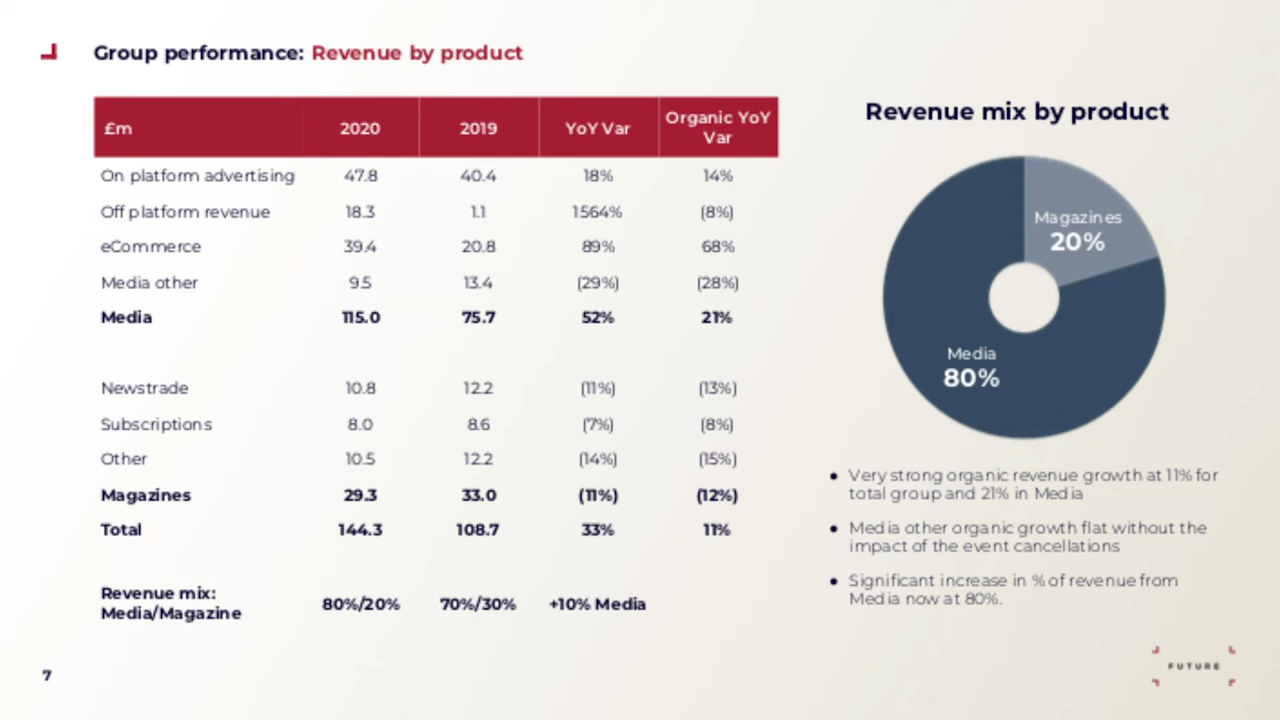 Group performance: Revenue by product
£m 2020 2019 YoY Var Organic YoY Var
On platform advertising 47.8 40.4 18% 14%
Off platform revenue 18.3 1.1 1564% (8%)
eCommerce 39.4 20.8 89% 68%
Media other 9.5 13.4 (29%) (28%)
Media 115.0 75.7 52% 21%
Newstrade 10.8 12.2 (11%) (13%)
Subscriptions 8.0 8.6 (7%) (8%)
Other 10.5 12.2 (14%) (15%)
Magazines 29.3 33.0 (11%) (12%)
Total 144.3 108.7 33% 11%
Revenue mix:
Media/Magazine 80%/20% 70%/30% +10% Media
Revenue mix by product
Magazines
20%
Media
80%
• Very strong organic revenue growth at 11% for
total group and 21% in Media
• Media other organic growth flat without the
impact of the event cancellations
• Significant increase in % of revenue from
Media now at 80%.
7
FUTURE